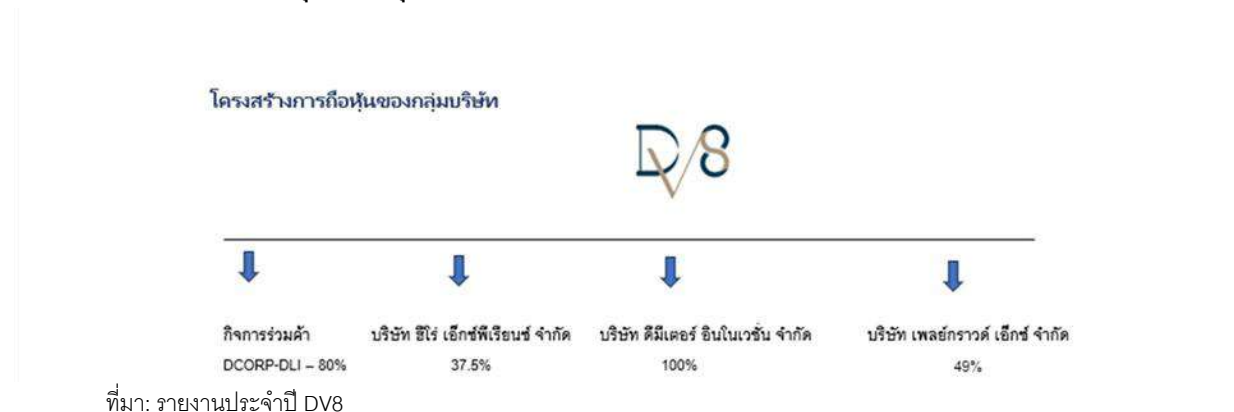 โครงสร้างการถือหุ้นของกลุ่มบริษัท
DV8
กิจการร่วมค้า บริษัท ฮีโร่ เอ็กซ์พีเรียนซ์ จำกัด บริษัท ดีมีเตอร์ อินโนเวชั่น จำกัด บริษัท เพลย์กราวด์ เอ็กซ์ จำกัด
DCORP-DLI – 80% 37.5% 100% 49%
ที่มา: รายงานประจำปี DV8